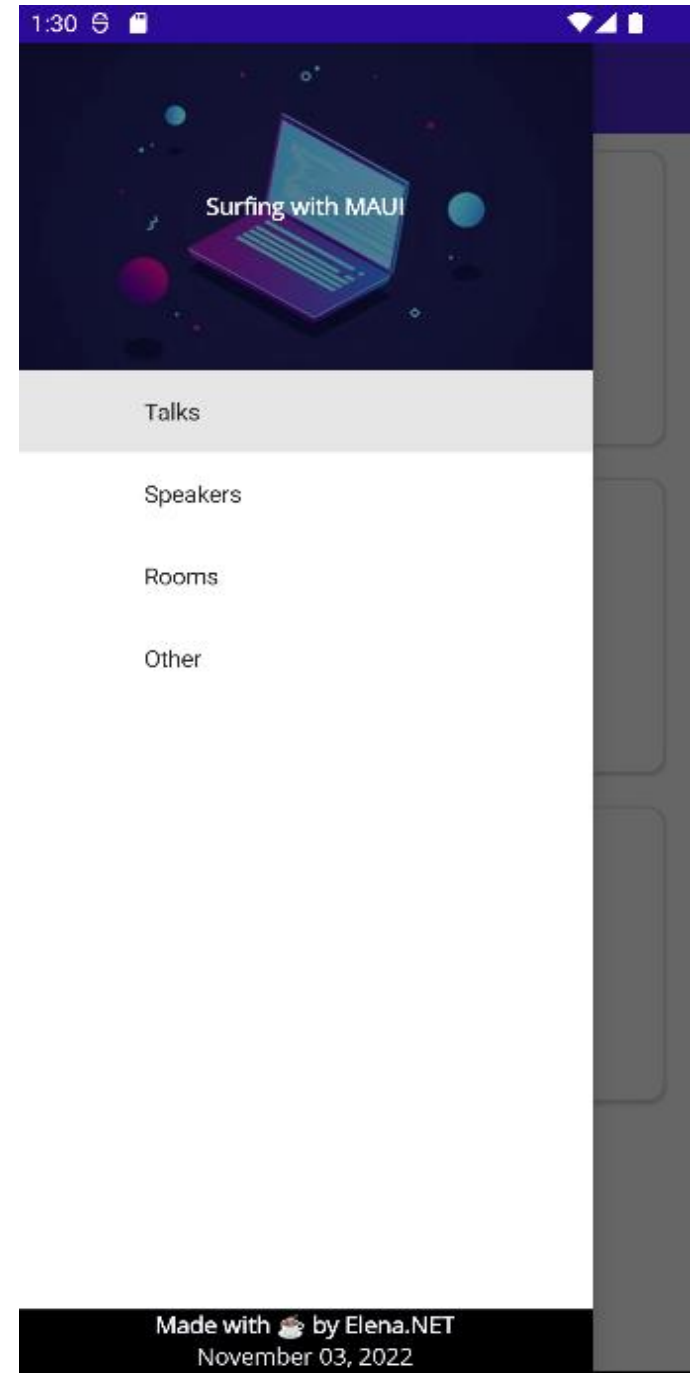 1:30
Surfing with MAUI
Talks
Speakers
Rooms
Other
Made with ☕ by Elena.NET
November 03, 2022